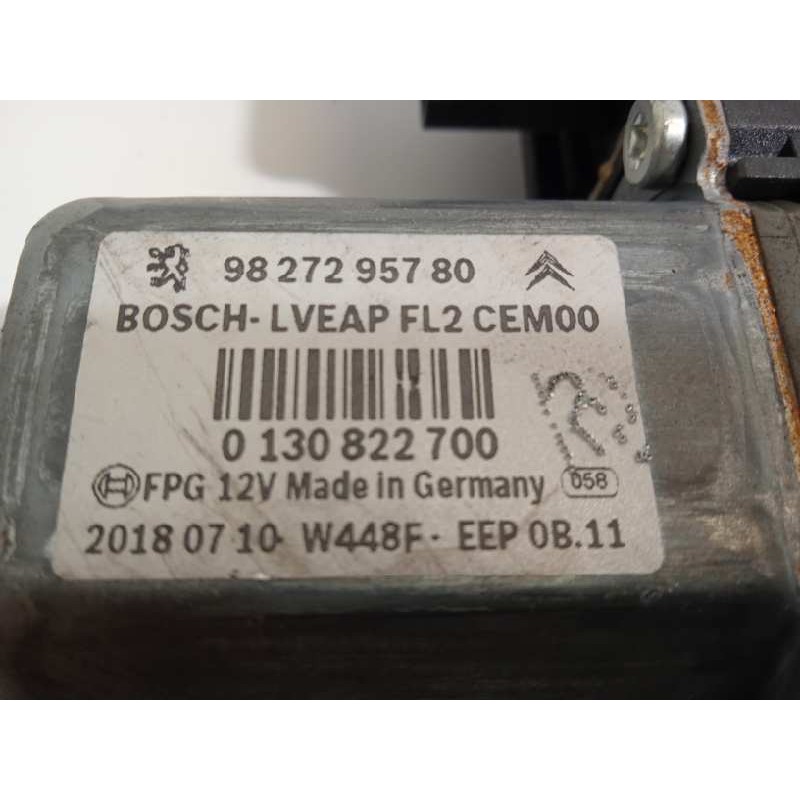 98 272 957 80
BOSCH- LVEAP FL2 CEM00
0 130 822 700
FPG 12V Made in Germany 058
2018 07 10- W448F- EEP 0B.11